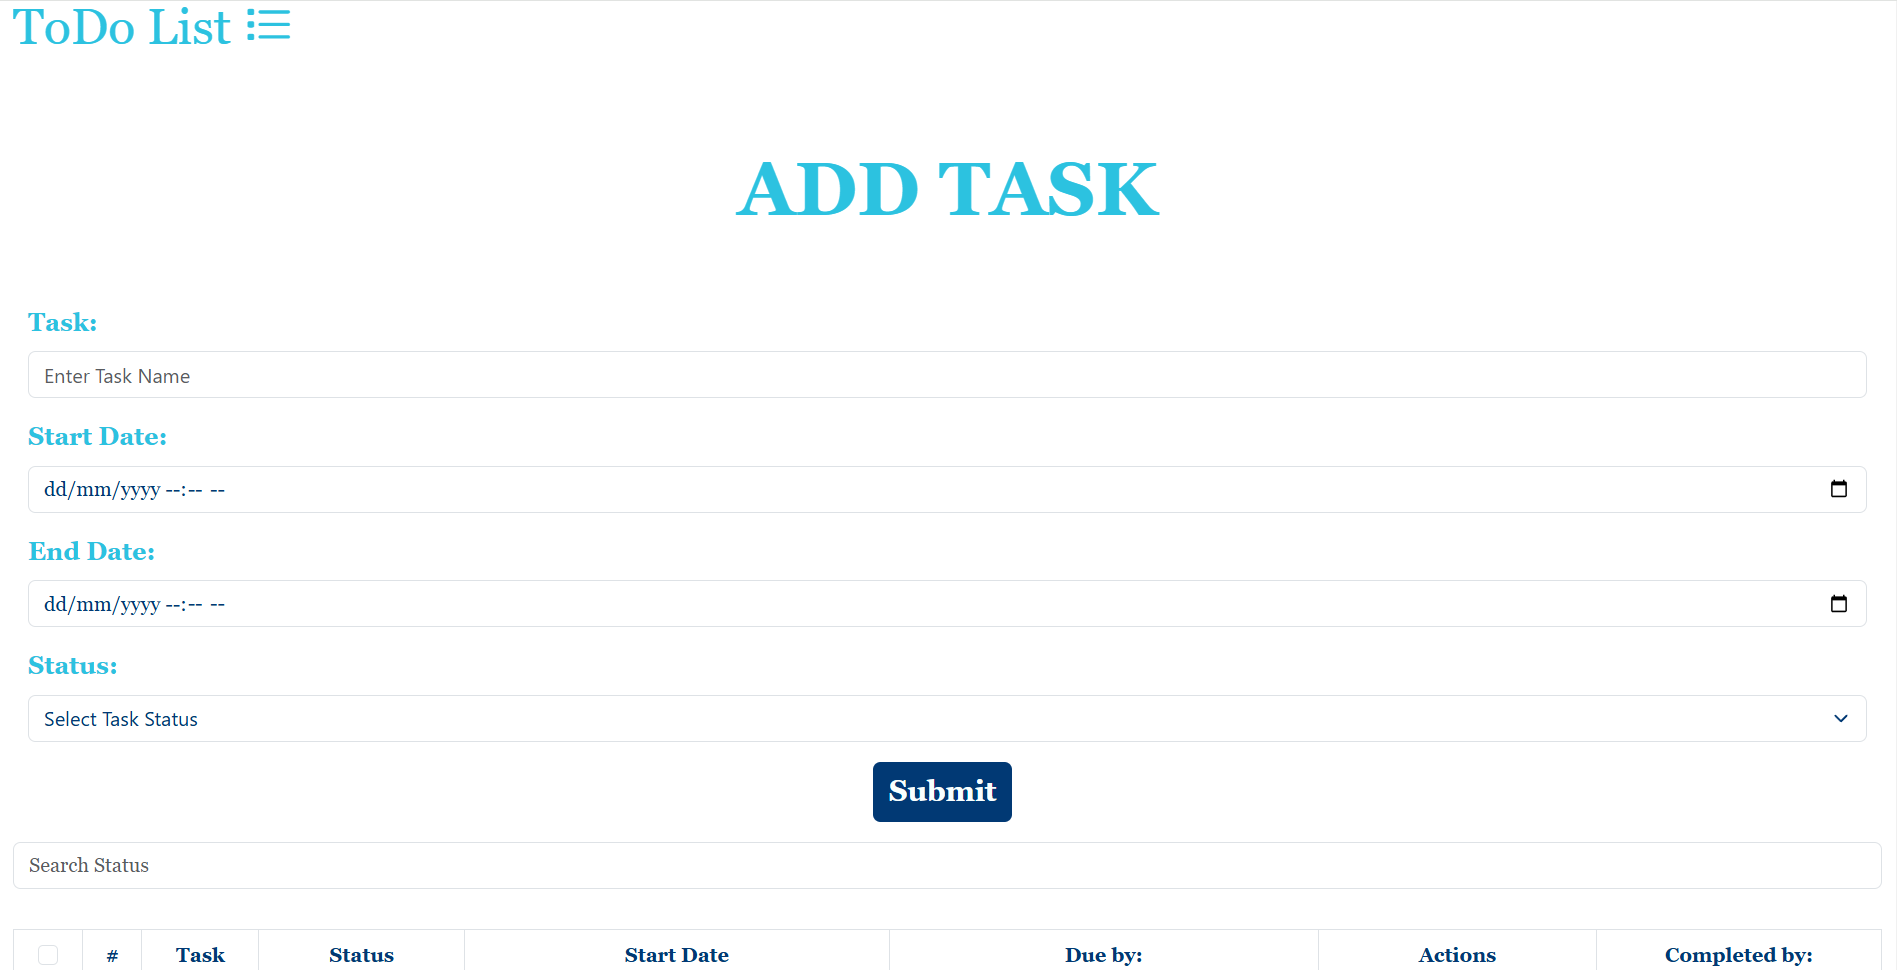 ToDo List
ADD TASK
Task:
Enter Task Name
Start Date:
dd/mm/yyyy --:-- --
End Date:
dd/mm/yyyy --:-- --
Status:
Select Task Status
Submit
Search Status
# Task Status Start Date Due by: Actions Completed by: